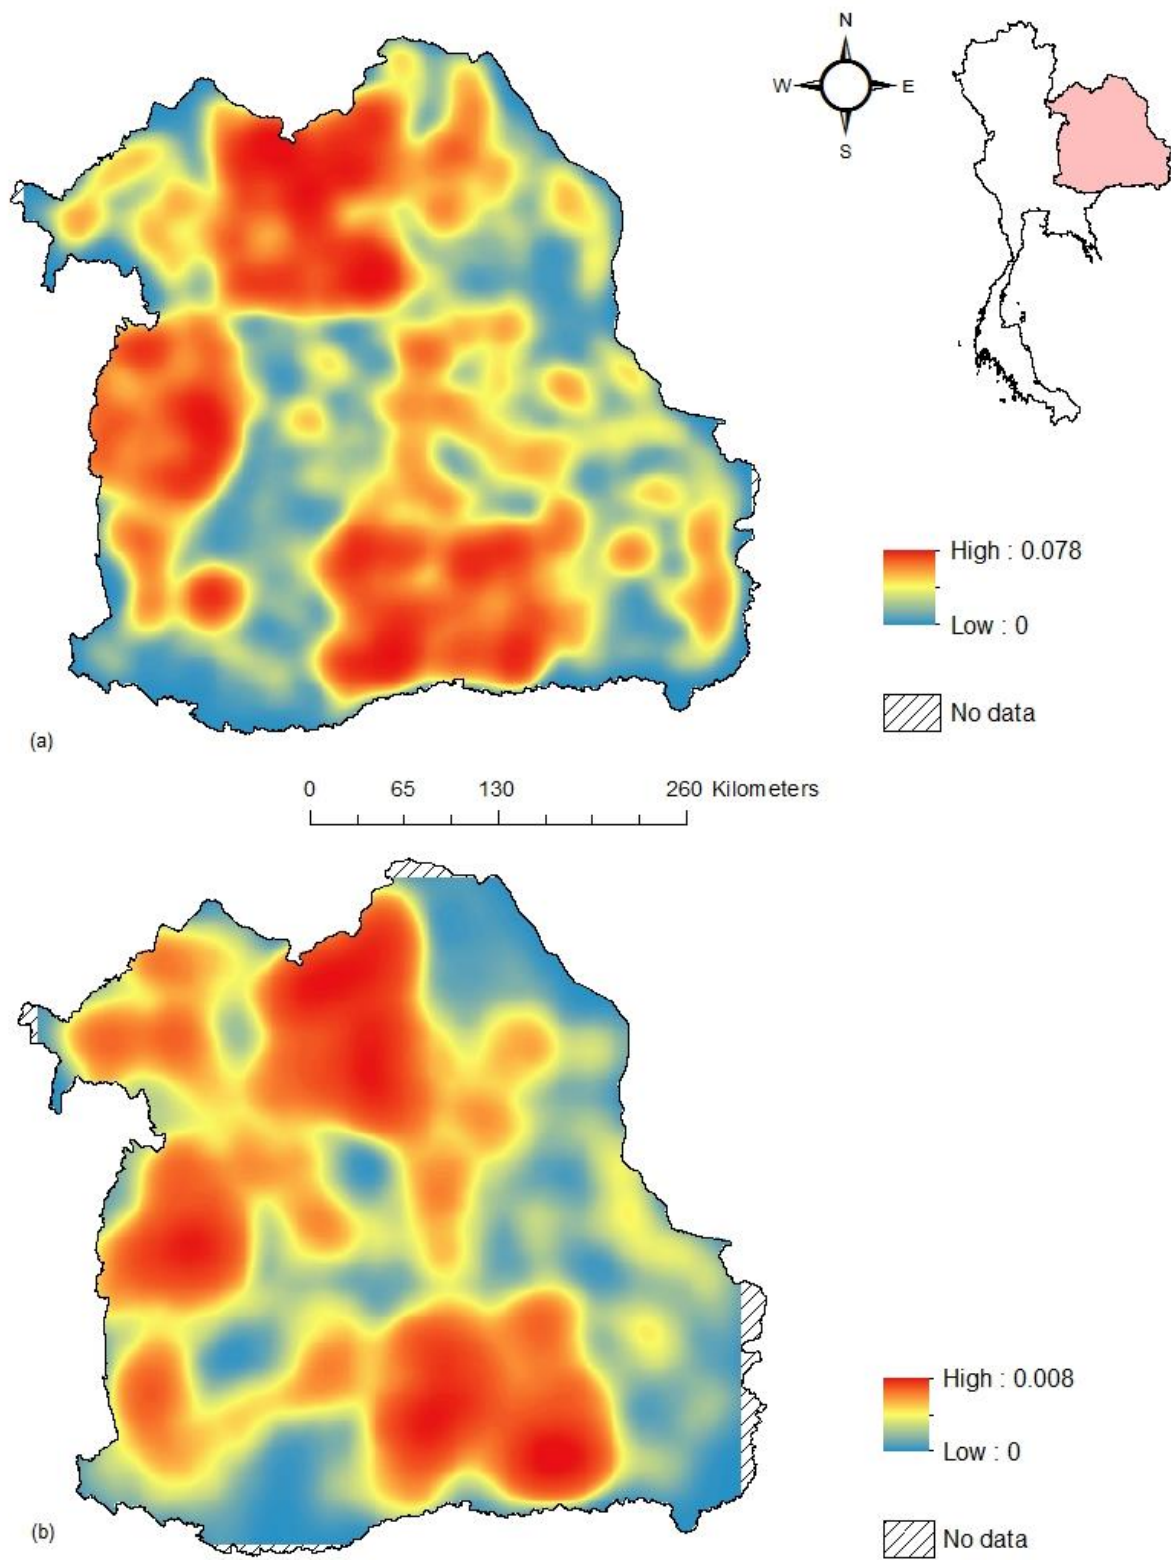 N
W E
S
High : 0.078
Low : 0
No data
(a)
0 65 130 260 Kilometers
High : 0.008
Low : 0
No data
(b)